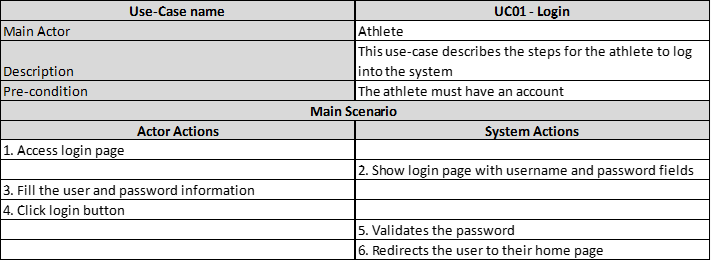 Use-Case name UC01 - Login
Main Actor Athlete
This use-case describes the steps for the athlete to log
Description into the system
Pre-condition The athlete must have an account
Main Scenario
Actor Actions System Actions
1. Access login page
2. Show login page with username and password fields
3. Fill the user and password information
4. Click login button
5. Validates the password
6. Redirects the user to their home page